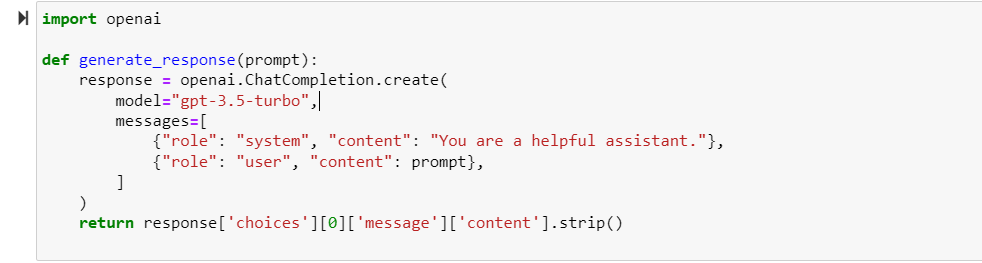 import openai
def generate_response(prompt):
    response = openai.ChatCompletion.create(
        model="gpt-3.5-turbo",
        messages=[
            {"role": "system", "content": "You are a helpful assistant."},
            {"role": "user", "content": prompt},
        ]
    )
    return response['choices'][0]['message']['content'].strip()